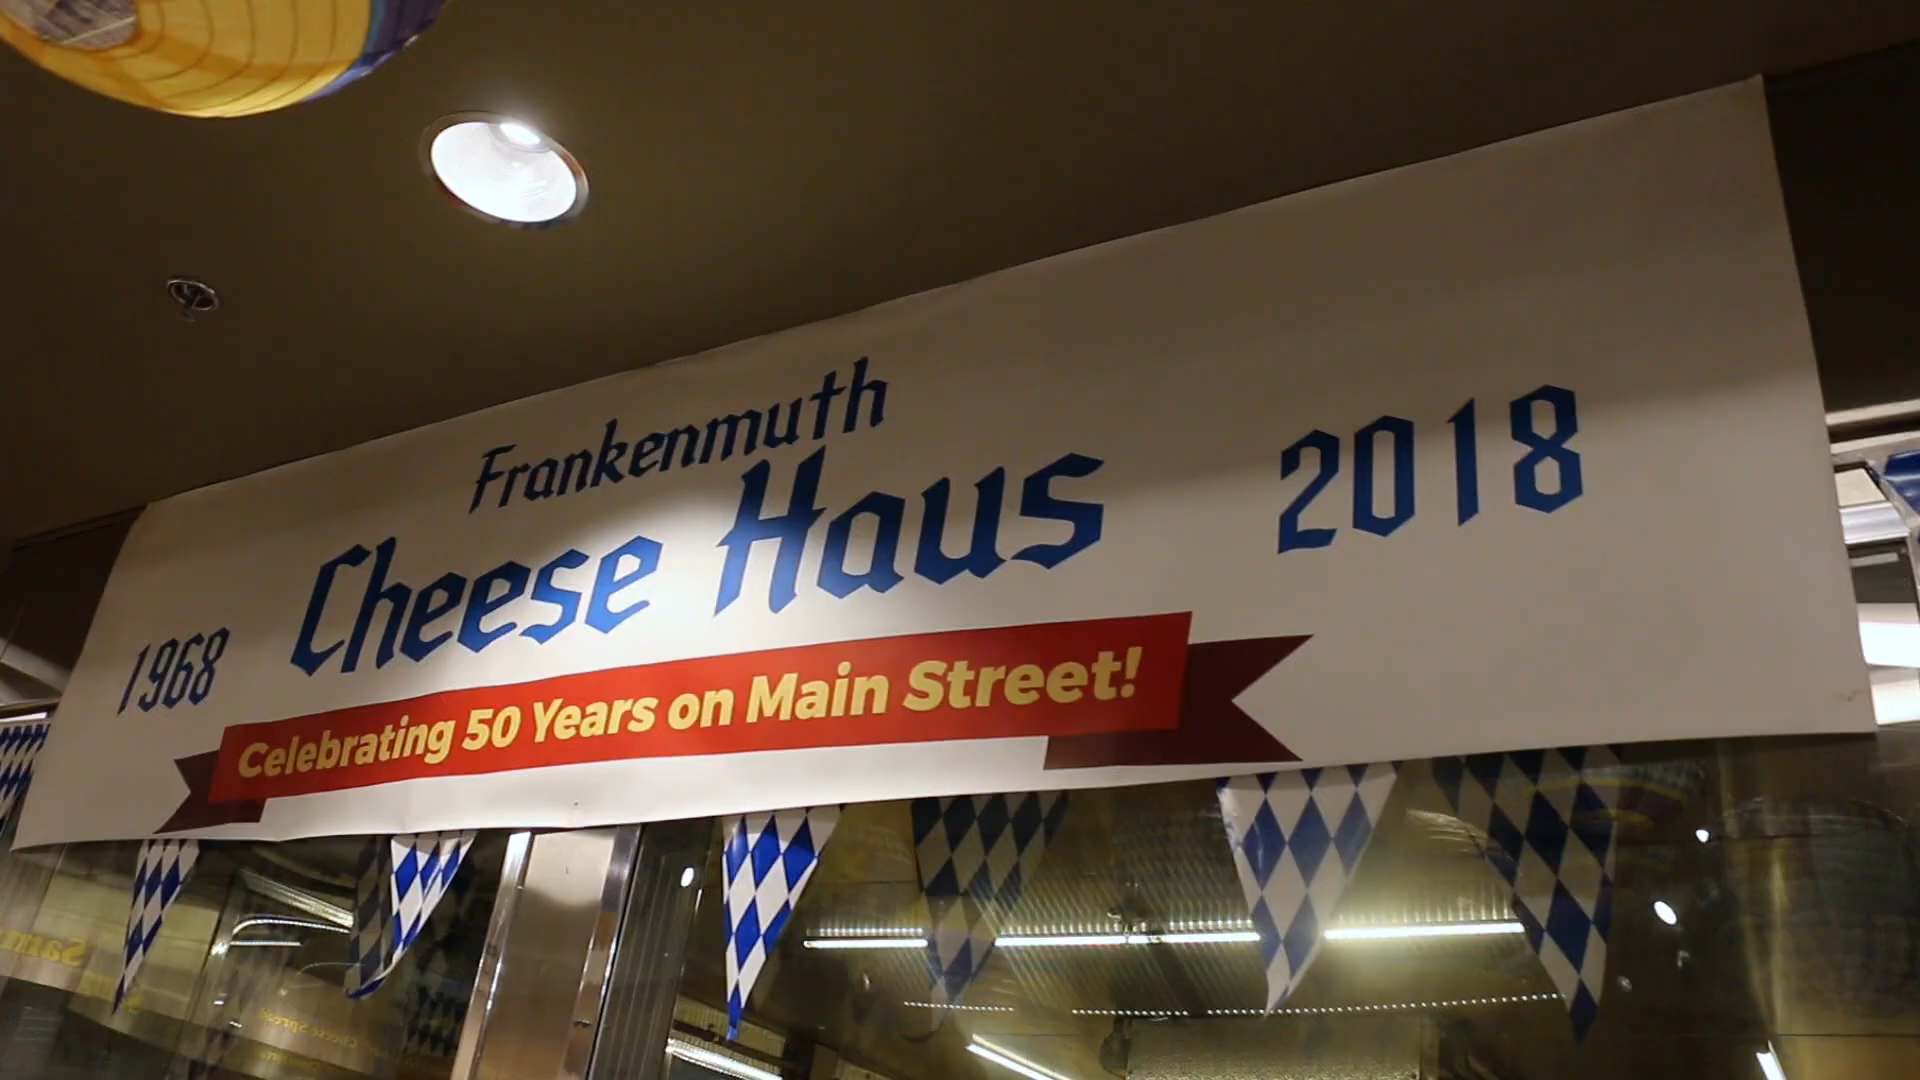 Frankenmuth
Cheese Haus
1968
2018
Celebrating 50 Years on Main Street!